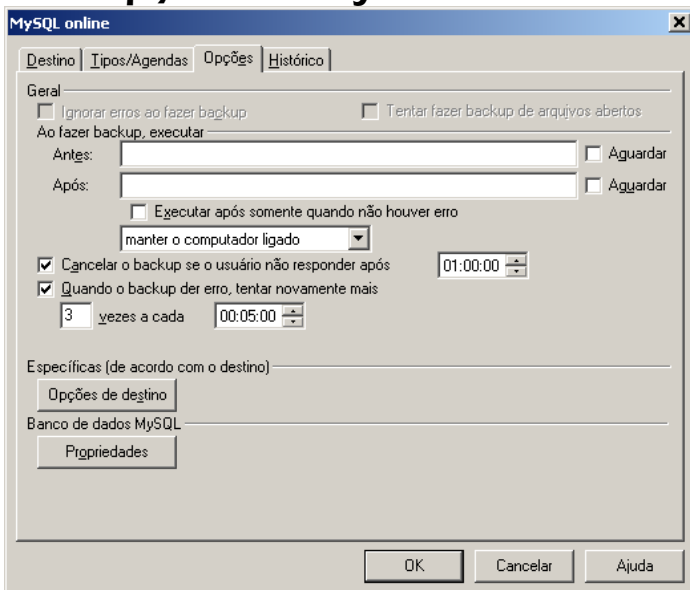 MySQL online
Destino Tipos/Agendas Opções Histórico
Geral
Ignorar erros ao fazer backup Tentar fazer backup de arquivos abertos
Ao fazer backup, executar
Antes: Aguardar
Após: Aguardar
Executar após somente quando não houver erro
manter o computador ligado
Cancelar o backup se o usuário não responder após 01:00:00
Quando o backup der erro, tentar novamente mais
3 vezes a cada 00:05:00
Específicas (de acordo com o destino)
Opções de destino
Banco de dados MySQL
Propriedades
OK Cancelar Ajuda